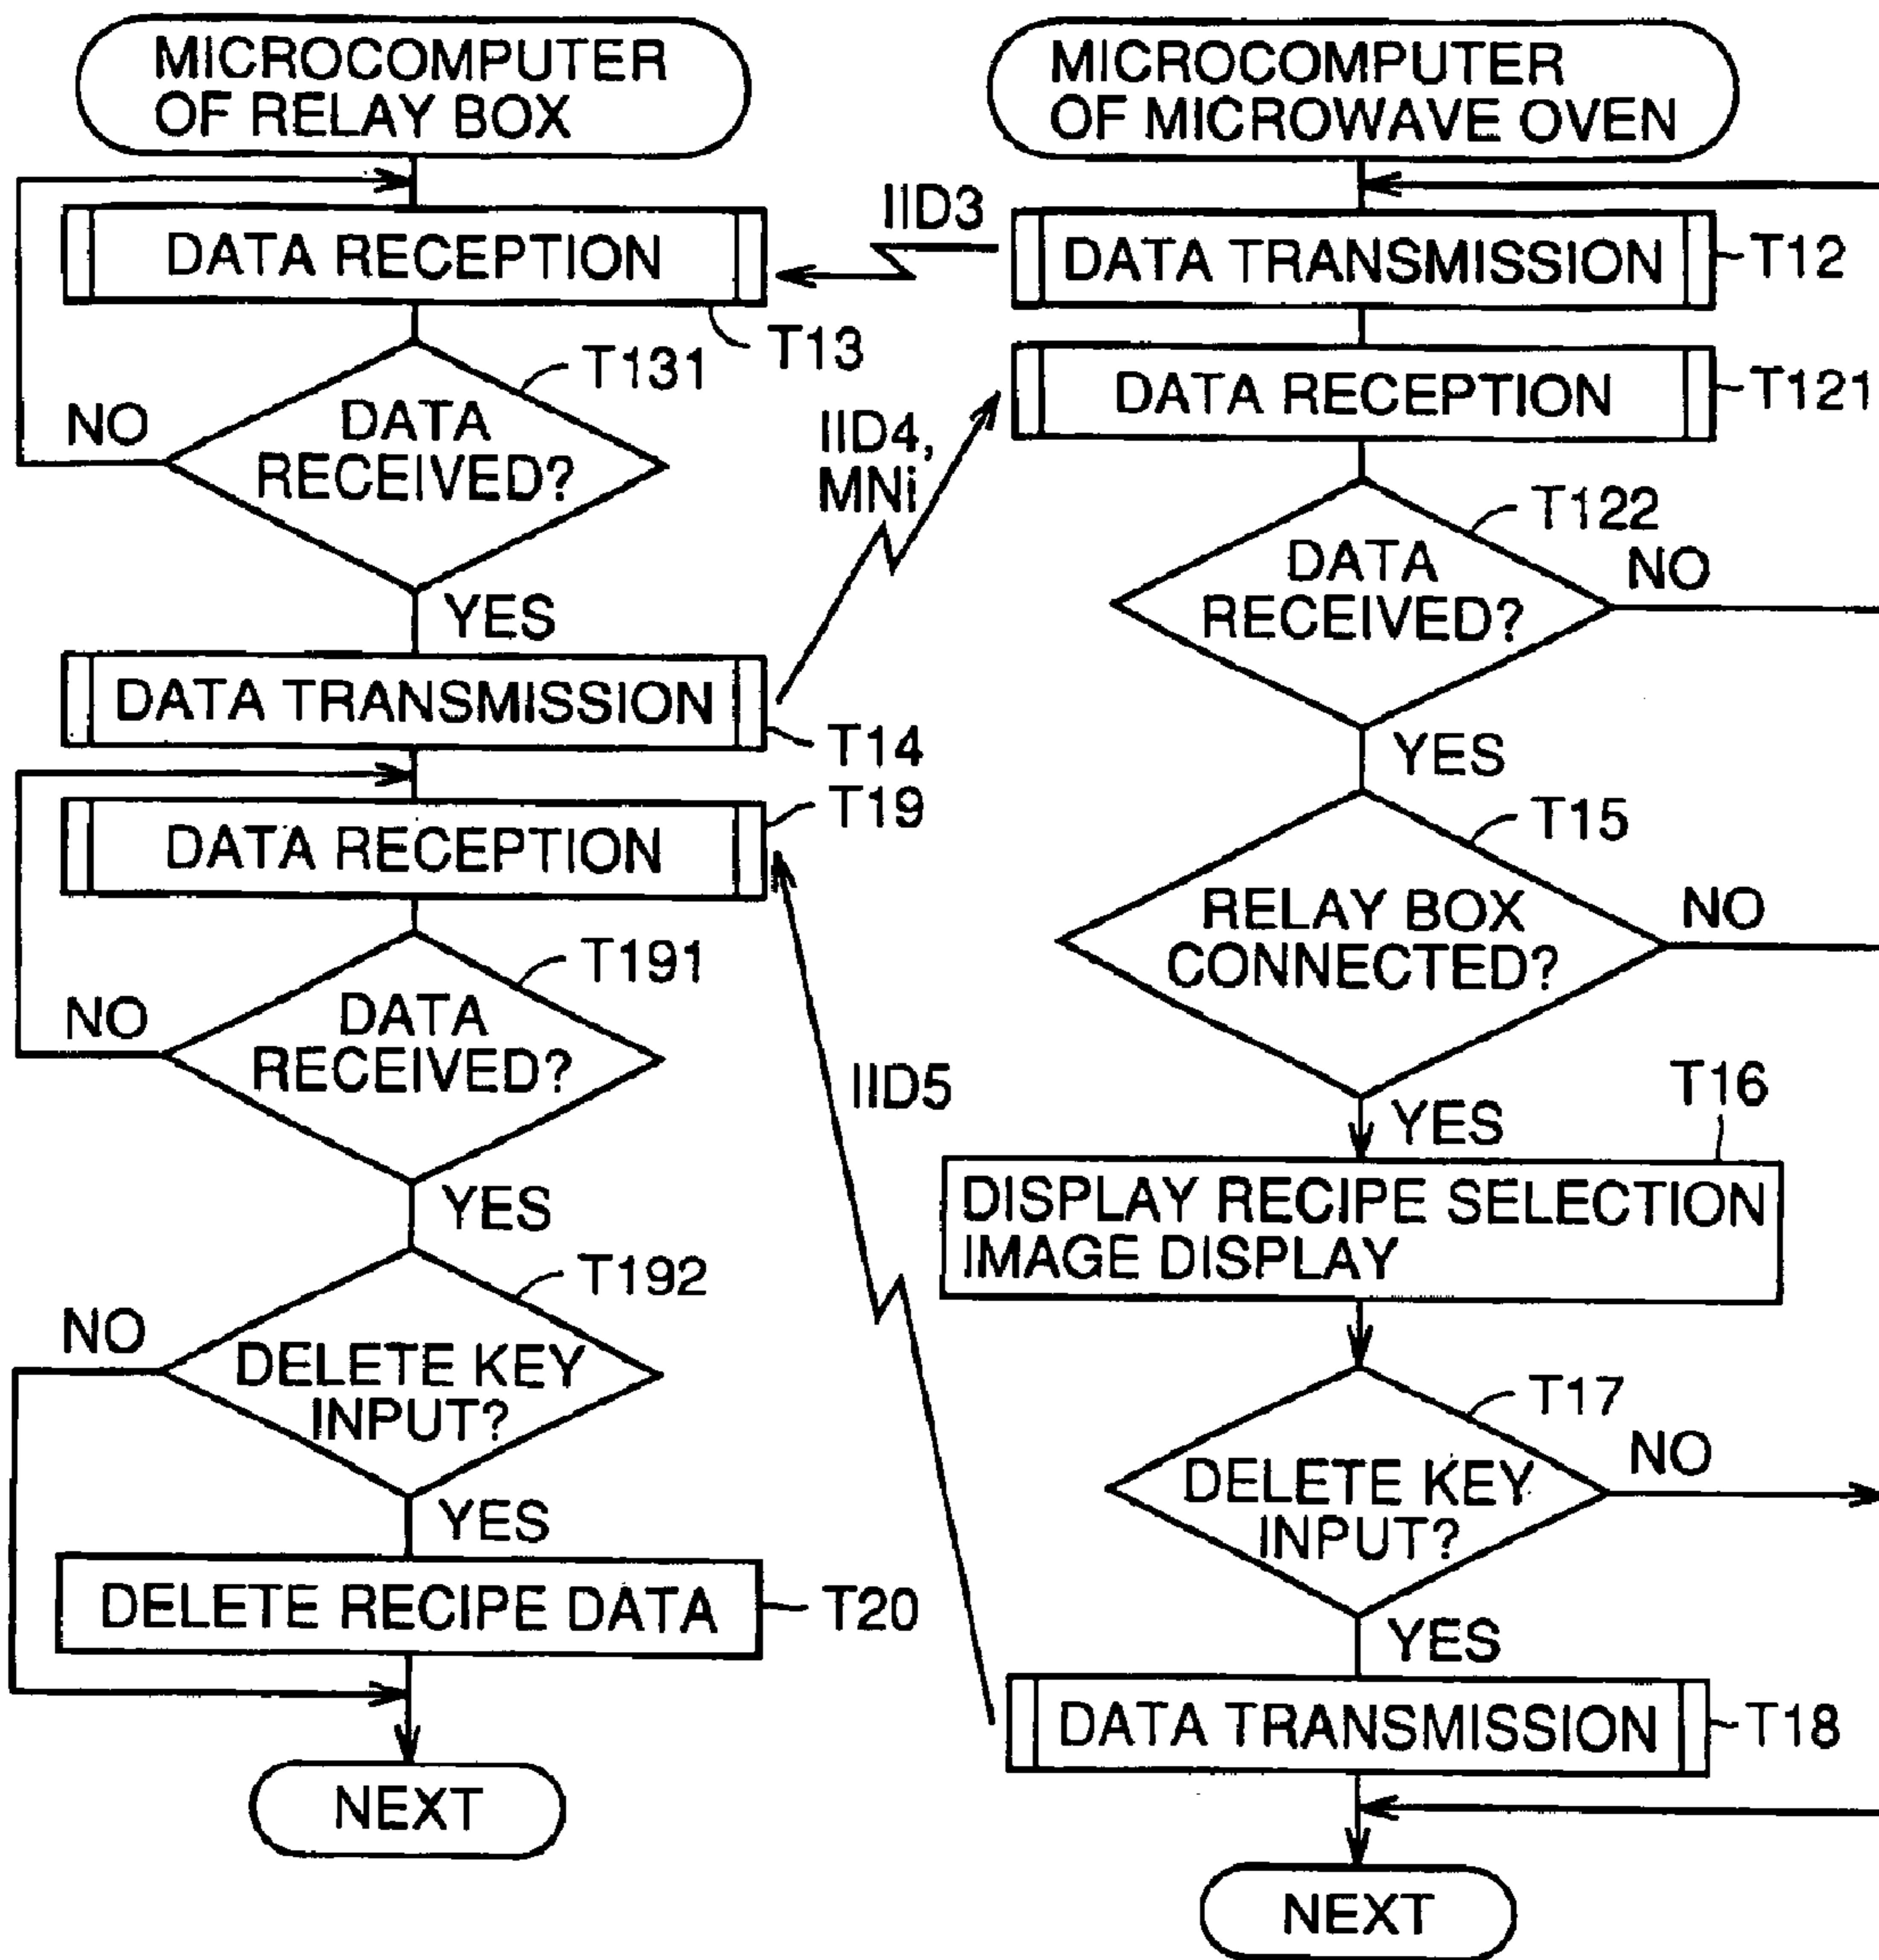 MICROCOMPUTER
OF RELAY BOX
DATA RECEPTION
T13
T131
DATA
RECEIVED?
NO
YES
DATA TRANSMISSION
T14
DATA RECEPTION
T19
T191
DATA
RECEIVED?
NO
YES
T192
DELETE KEY
INPUT?
NO
YES
DELETE RECIPE DATA
T20
NEXT
IID3
IID4,
MNi
IID5
MICROCOMPUTER
OF MICROWAVE OVEN
DATA TRANSMISSION
T12
DATA RECEPTION
T121
T122
DATA
RECEIVED?
NO
YES
T15
RELAY BOX
CONNECTED?
NO
YES
T16
DISPLAY RECIPE SELECTION
IMAGE DISPLAY
T17
DELETE KEY
INPUT?
NO
YES
DATA TRANSMISSION
T18
NEXT